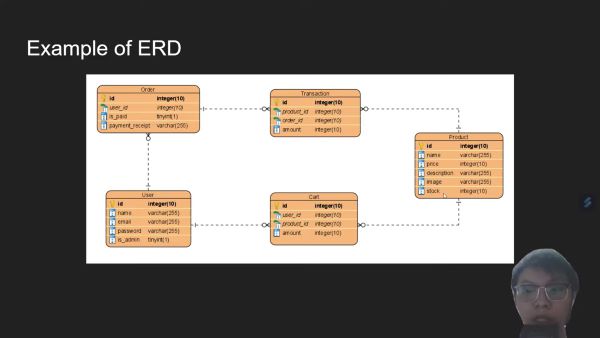 Example of ERD
Order
id integer(10)
user_id integer(10)
is_paid tinyint(1)
payment_receipt varchar(255)
Transaction
id integer(10)
product_id integer(10)
order_id integer(10)
amount integer(10)
Product
id integer(10)
name varchar(255)
price integer(10)
description varchar(255)
image varchar(255)
stock integer(10)
User
id integer(10)
name varchar(255)
email varchar(255)
password varchar(255)
is_admin tinyint(1)
Cart
id integer(10)
user_id integer(10)
product_id integer(10)
amount integer(10)